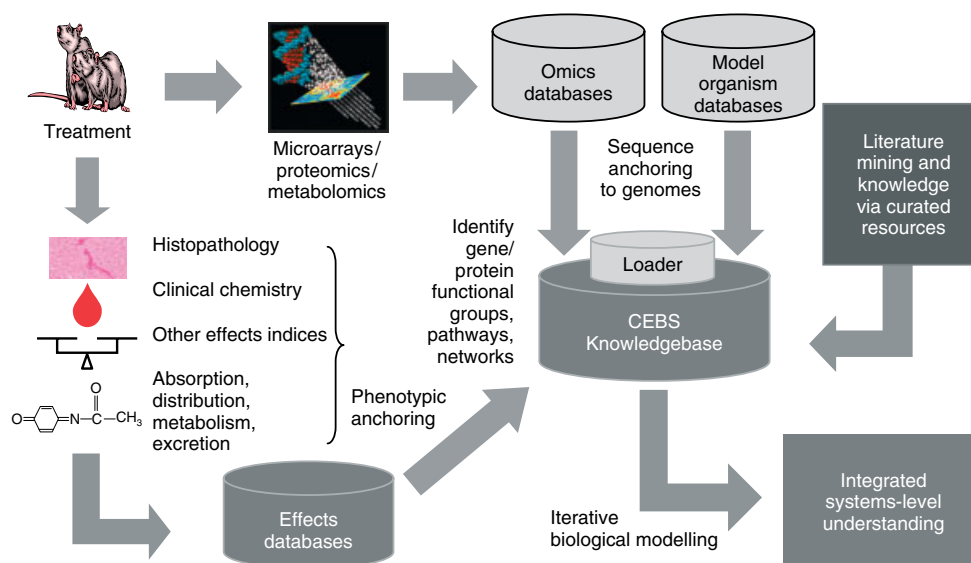 Treatment
Microarrays/
proteomics/
metabolomics
Omics
databases
Model
organism
databases
Sequence
anchoring
to genomes
Literature
mining and
knowledge
via curated
resources
Histopathology
Clinical chemistry
Other effects indices
Absorption,
distribution,
metabolism,
excretion
O
O N C CH₃
Phenotypic
anchoring
Identify
gene/
protein
functional
groups,
pathways,
networks
Loader
CEBS
Knowledgebase
Effects
databases
Iterative
biological modelling
Integrated
systems-level
understanding